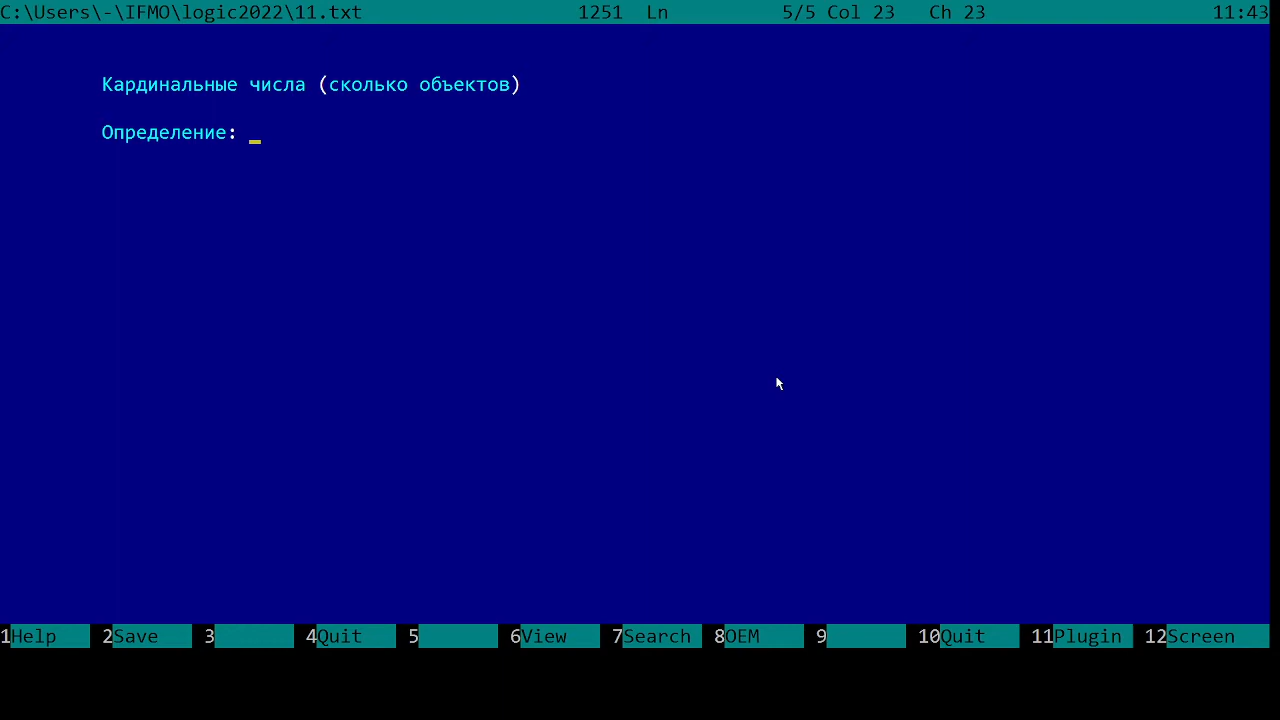 C:\Users\-\IFMO\logic2022\11.txt 1251 Ln 5/5 Col 23 Ch 23 11:43
Кардинальные числа (сколько объектов)
Определение: _
1Help 2Save 3 4Quit 5 6View 7Search 8OEM 9 10Quit 11Plugin 12Screen